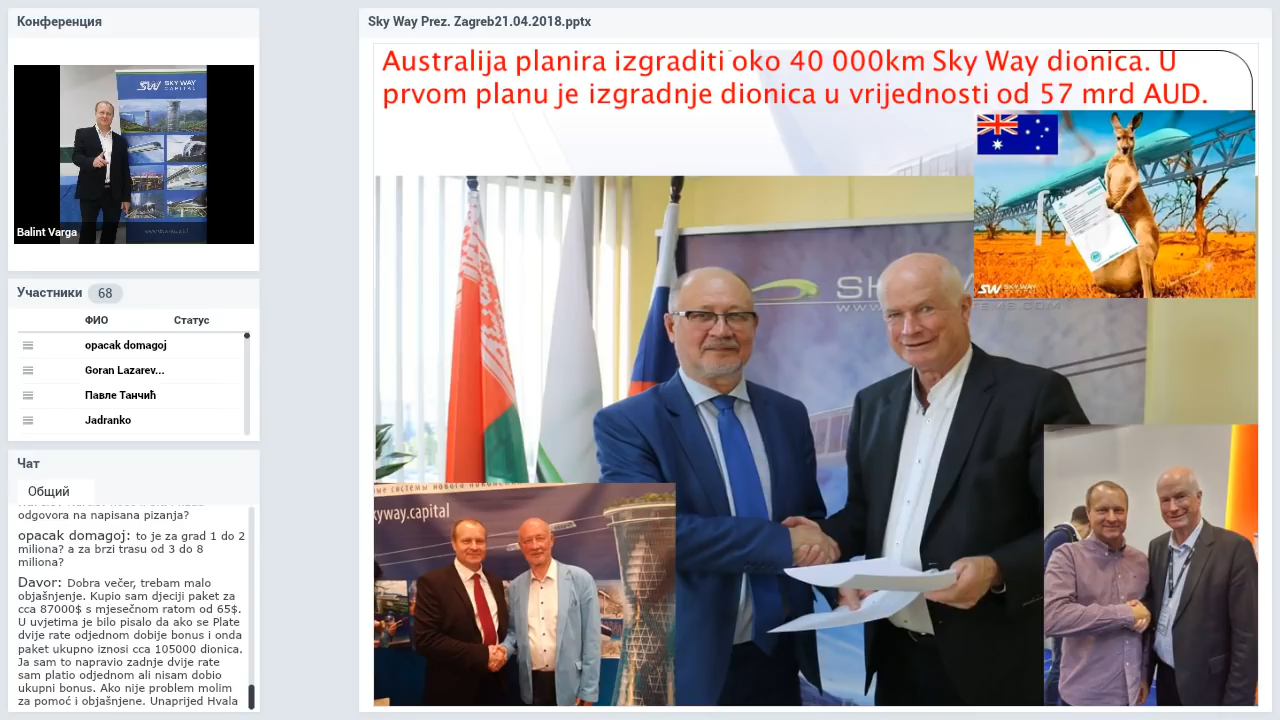 Конференция
SKY WAY
CAPITAL
Balint Varga
Участники 68
ФИО Статус
opacak domagoj
Goran Lazarev...
Павле Танчић
Jadranko
Чат
Общий
odgovora na napisana pizanja?
opacak domagoj: to je za grad 1 do 2
miliona? a za brzi trasu od 3 do 8
miliona?
Davor: Dobra večer, trebam malo
objašnjenje. Kupio sam djeciji paket za
cca 87000$ s mjesečnom ratom od 65$.
U uvjetima je bilo pisalo da ako se Plate
dvije rate odjednom dobije bonus i onda
paket ukupno iznosi cca 105000 dionica.
Ja sam to napravio zadnje dvije rate
sam platio odjednom ali nisam dobio
ukupni bonus. Ako nije problem molim
za pomoć i objašnjene. Unaprijed Hvala
Sky Way Prez. Zagreb21.04.2018.pptx
Australija planira izgraditi oko 40 000km Sky Way dionica. U
prvom planu je izgradnje dionica u vrijednosti od 57 mrd AUD.
SW SKY WAY
CAPITAL
SK
kyway.capital